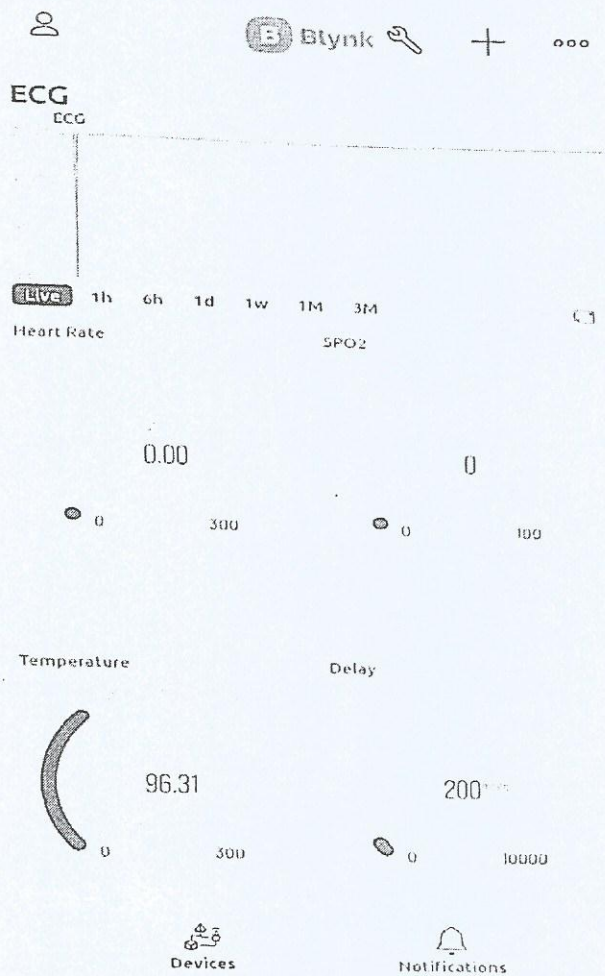 B Blynk
ECG
ECG
Live 1h 6h 1d 1w 1M 3M
Heart Rate SPO2
0.00 0
0 300 0 100
Temperature Delay
96.31 200
0 300 0 10000
Devices Notifications